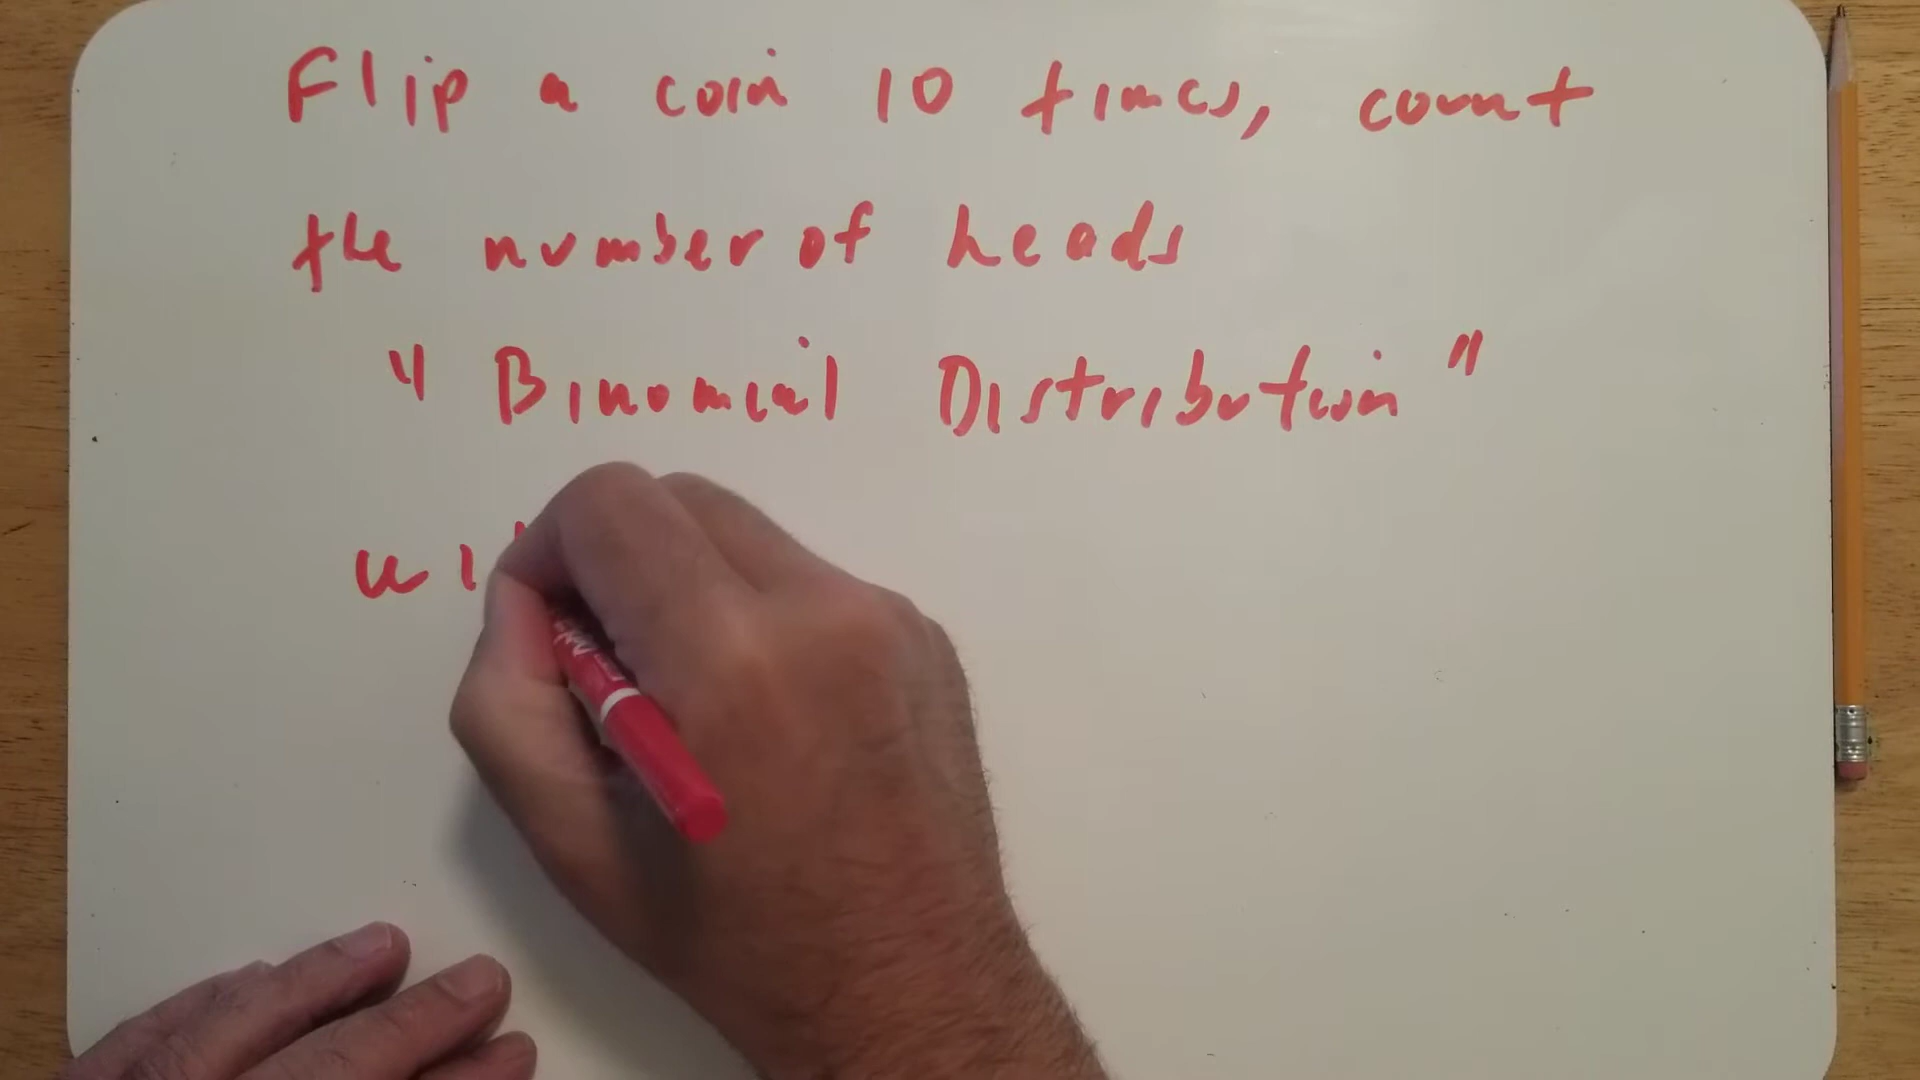 Flip a coin 10 times, count
the number of heads
"Binomial Distribution"